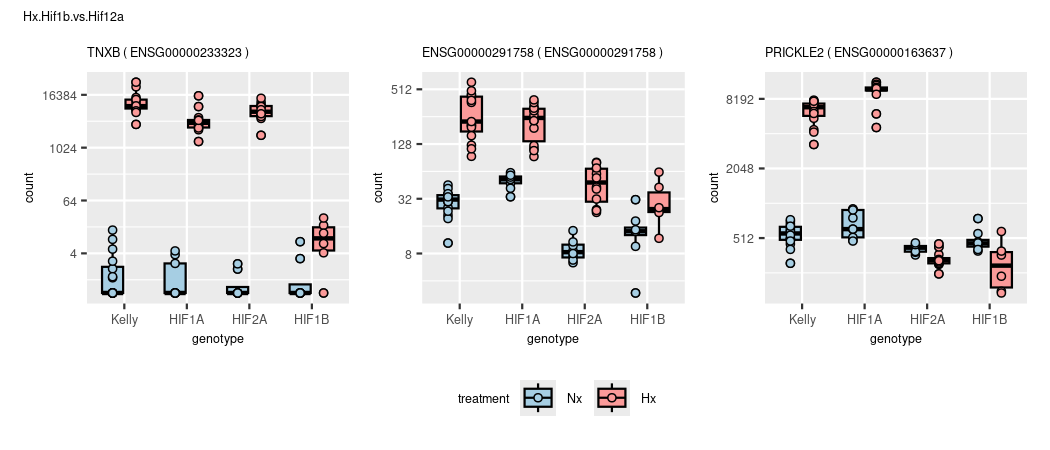 Hx.Hif1b.vs.Hif12a
TNXB ( ENSG00000233323 )
16384
1024
64
4
count
Kelly HIF1A HIF2A HIF1B
genotype
ENSG00000291758 ( ENSG00000291758 )
512
128
32
8
count
Kelly HIF1A HIF2A HIF1B
genotype
PRICKLE2 ( ENSG00000163637 )
8192
2048
512
count
Kelly HIF1A HIF2A HIF1B
genotype
treatment Nx Hx